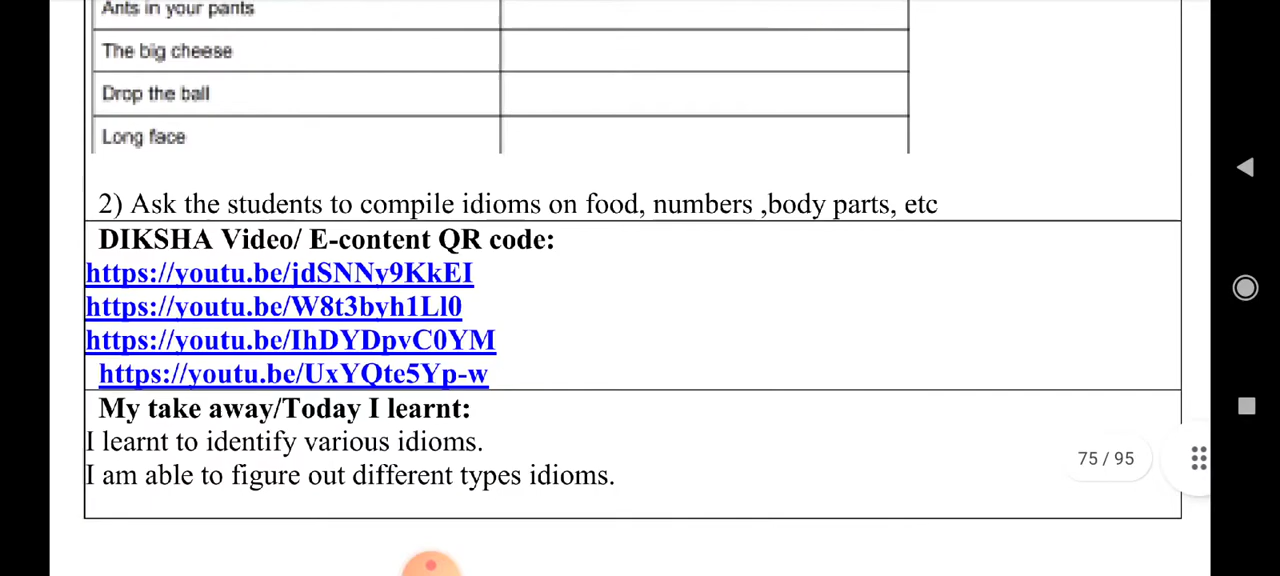 Ants in your pants
The big cheese
Drop the ball
Long face
2) Ask the students to compile idioms on food, numbers ,body parts, etc
DIKSHA Video/ E-content QR code:
https://youtu.be/jdSNNy9KkEI
https://youtu.be/W8t3byh1Ll0
https://youtu.be/IhDYDpvC0YM
https://youtu.be/UxYQte5Yp-w
My take away/Today I learnt:
I learnt to identify various idioms.
75 / 95
I am able to figure out different types idioms.